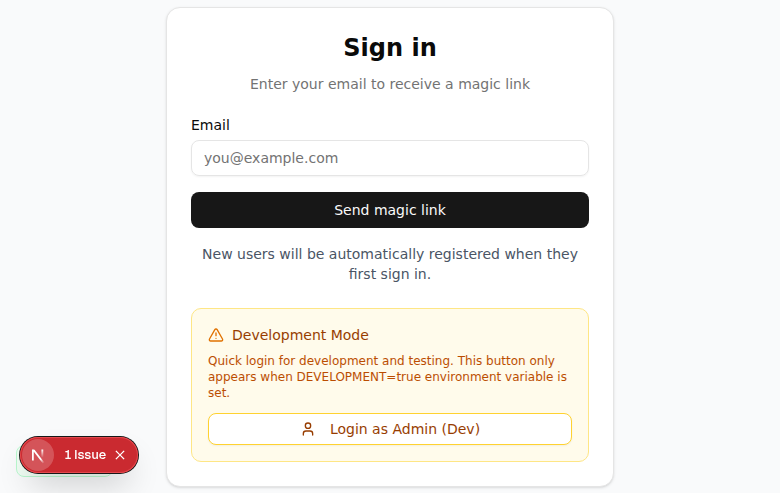 Sign in
Enter your email to receive a magic link
Email
you@example.com
Send magic link
New users will be automatically registered when they
first sign in.
Development Mode
Quick login for development and testing. This button only
appears when DEVELOPMENT=true environment variable is
set.
Login as Admin (Dev)
N 1 Issue